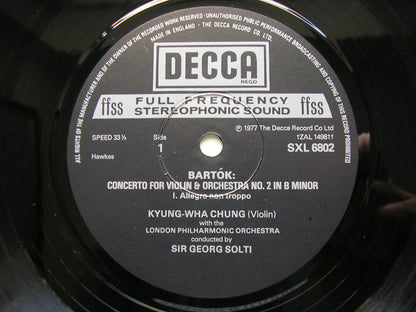 ALL RIGHTS OF THE MANUFACTURER AND OF THE OWNER OF THE RECORDED WORK RESERVED · UNAUTHORISED PUBLIC PERFORMANCE BROADCASTING AND COPYING OF THIS RECORD PROHIBITED
MADE IN ENGLAND · THE DECCA RECORD CO. LTD.
DECCA
REGD
ffss FULL FREQUENCY ffss
STEREOPHONIC SOUND
SPEED 33⅓
Side
1
℗ 1977 The Decca Record Co Ltd
SXL 6802
Hawkes
BARTÓK:
CONCERTO FOR VIOLIN & ORCHESTRA NO. 2 IN B MINOR
I. Allegro non troppo
KYUNG-WHA CHUNG (Violin)
with the
LONDON PHILHARMONIC ORCHESTRA
conducted by
SIR GEORG SOLTI